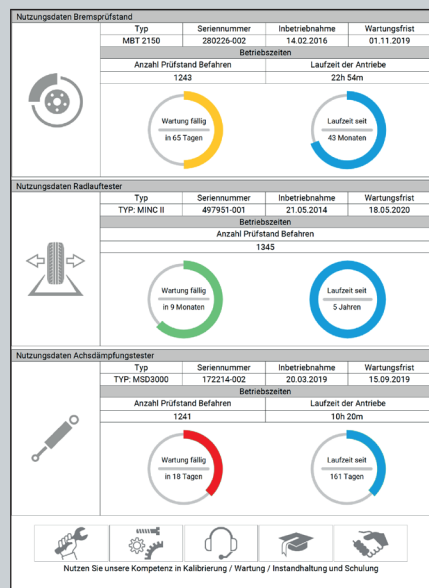 Nutzungsdaten Bremsprüfstand
Typ Seriennummer Inbetriebnahme Wartungsfrist
MBT 2150 280226-002 14.02.2016 01.11.2019
Betriebszeiten
Anzahl Prüfstand Befahren Laufzeit der Antriebe
1243 22h 54m
Wartung fällig Laufzeit seit
in 65 Tagen 43 Monaten
Nutzungsdaten Radlauftester
Typ Seriennummer Inbetriebnahme Wartungsfrist
TYP: MINC II 497951-001 21.05.2014 18.05.2020
Betriebszeiten
Anzahl Prüfstand Befahren
1345
Wartung fällig Laufzeit seit
in 9 Monaten 5 Jahren
Nutzungsdaten Achsdämpfungstester
Typ Seriennummer Inbetriebnahme Wartungsfrist
TYP: MSD3000 172214-002 20.03.2019 15.09.2019
Betriebszeiten
Anzahl Prüfstand Befahren Laufzeit der Antriebe
1241 10h 20m
Wartung fällig Laufzeit seit
in 18 Tagen 161 Tagen
Nutzen Sie unsere Kompetenz in Kalibrierung / Wartung / Instandhaltung und Schulung